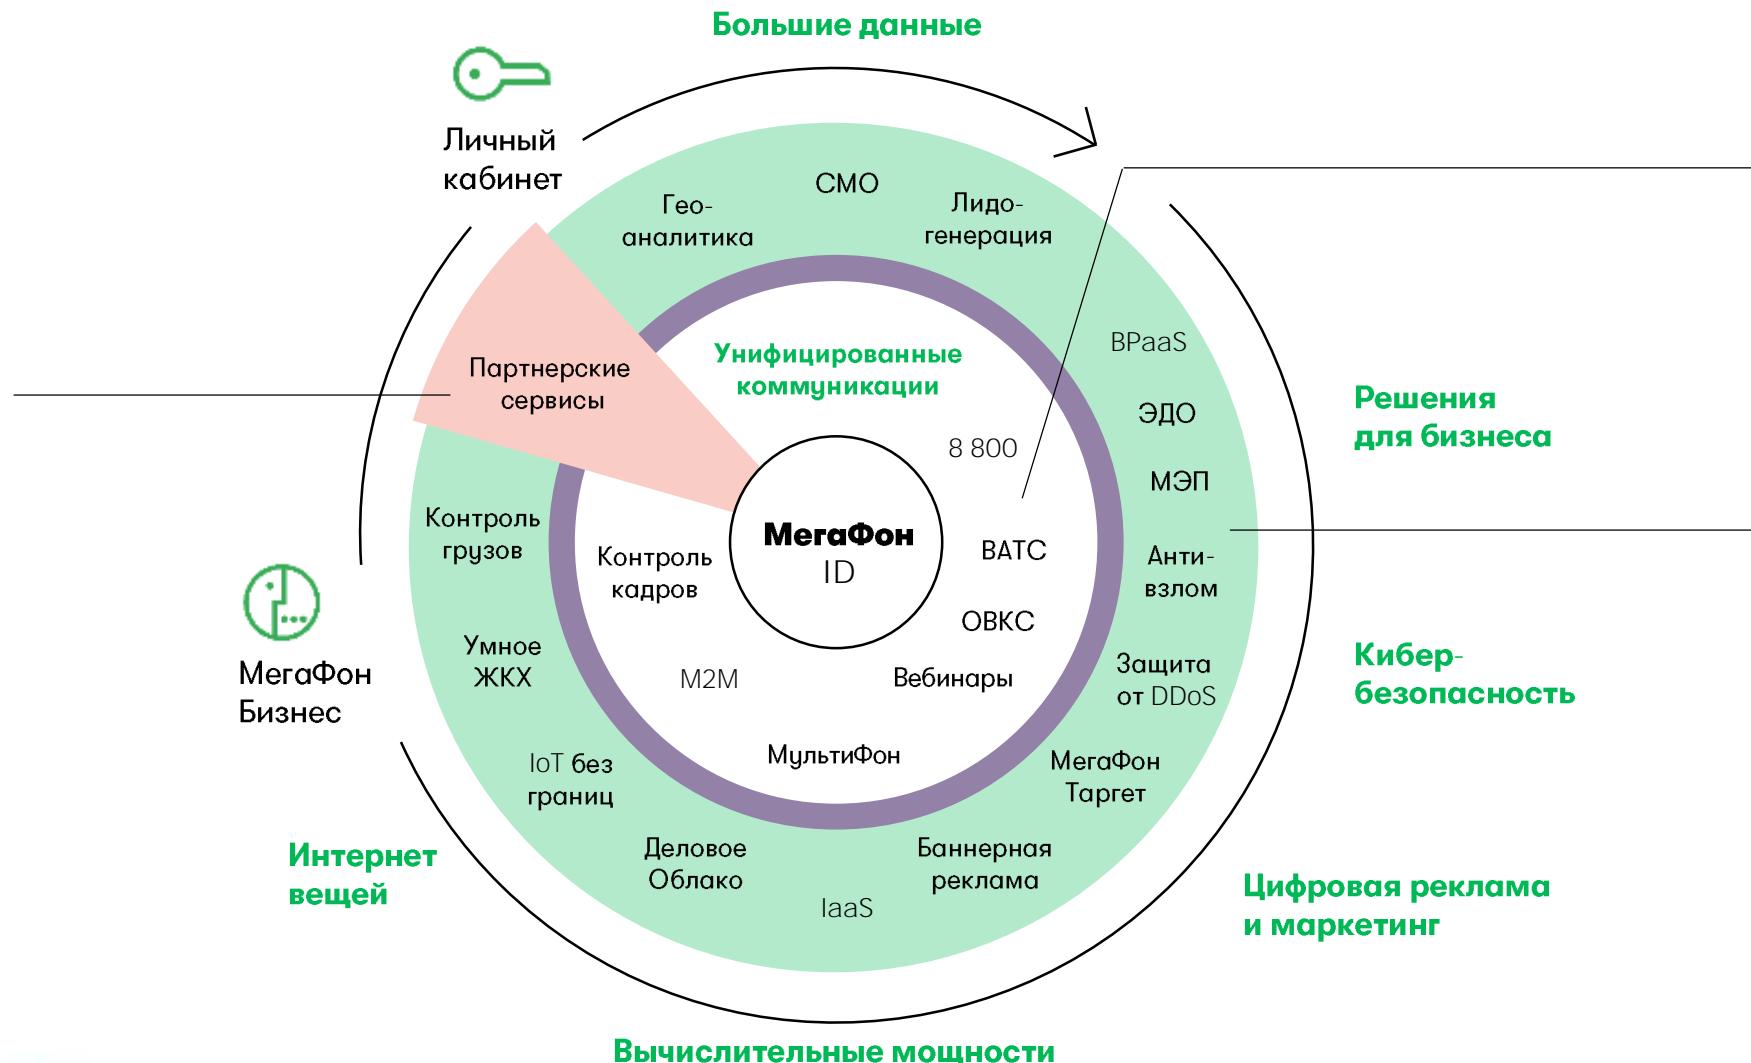 Большие данные
Личный
кабинет
СМО
Гео-
аналитика
Лидо-
генерация
Партнерские
сервисы
Унифицированные
коммуникации
BPaaS
ЭДО
МЭП
Решения
для бизнеса
8 800
Контроль
грузов
Контроль
кадров
МегаФон
ID
ВАТС
Анти-
взлом
ОВКС
Умное
ЖКХ
МегаФон
Бизнес
M2M
Вебинары
Защита
от DDoS
Кибер-
безопасность
IoT без
границ
МультиФон
МегаФон
Таргет
Интернет
вещей
Деловое
Облако
IaaS
Баннерная
реклама
Цифровая реклама
и маркетинг
Вычислительные мощности